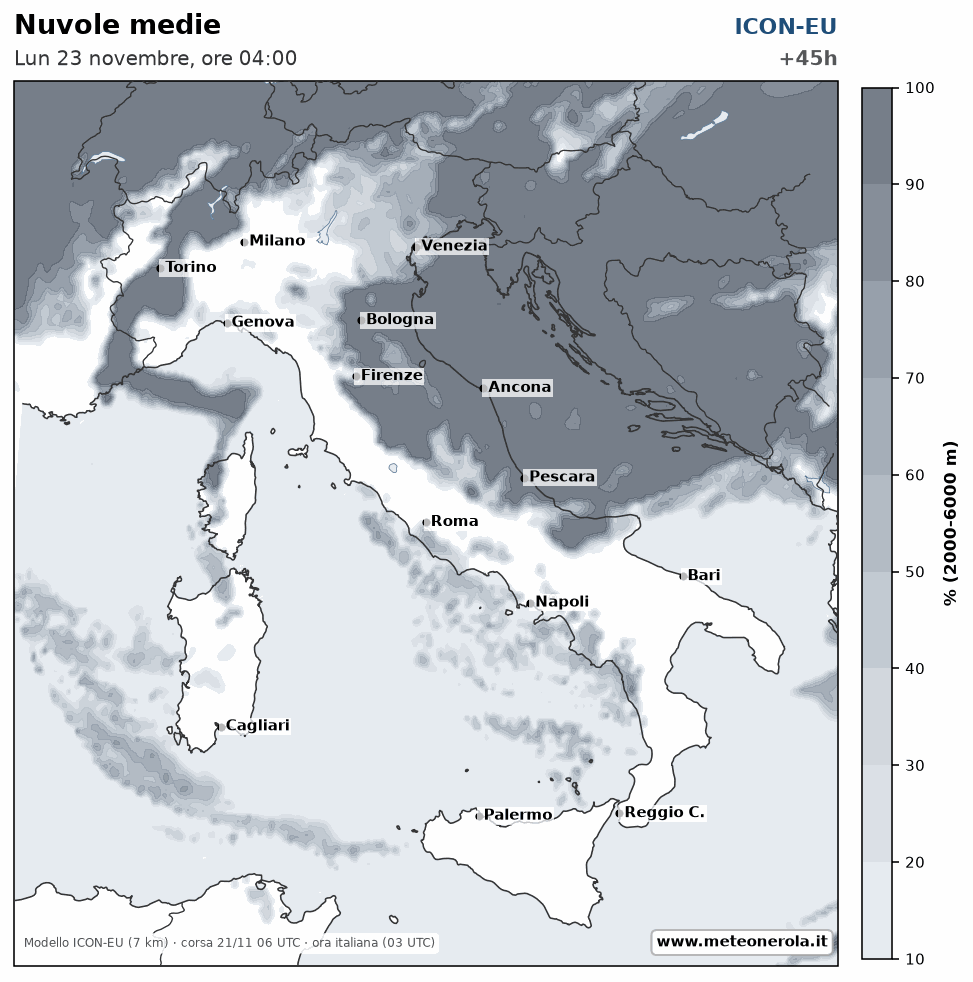 Nuvole medie
ICON-EU
Lun 23 novembre, ore 04:00
+45h
100
90
80
70
60
50
40
30
20
10
% (2000-6000 m)
Milano
Venezia
Torino
Genova
Bologna
Firenze
Ancona
Pescara
Roma
Bari
Napoli
Cagliari
Palermo
Reggio C.
Modello ICON-EU (7 km) · corsa 21/11 06 UTC · ora italiana (03 UTC)
www.meteonerola.it